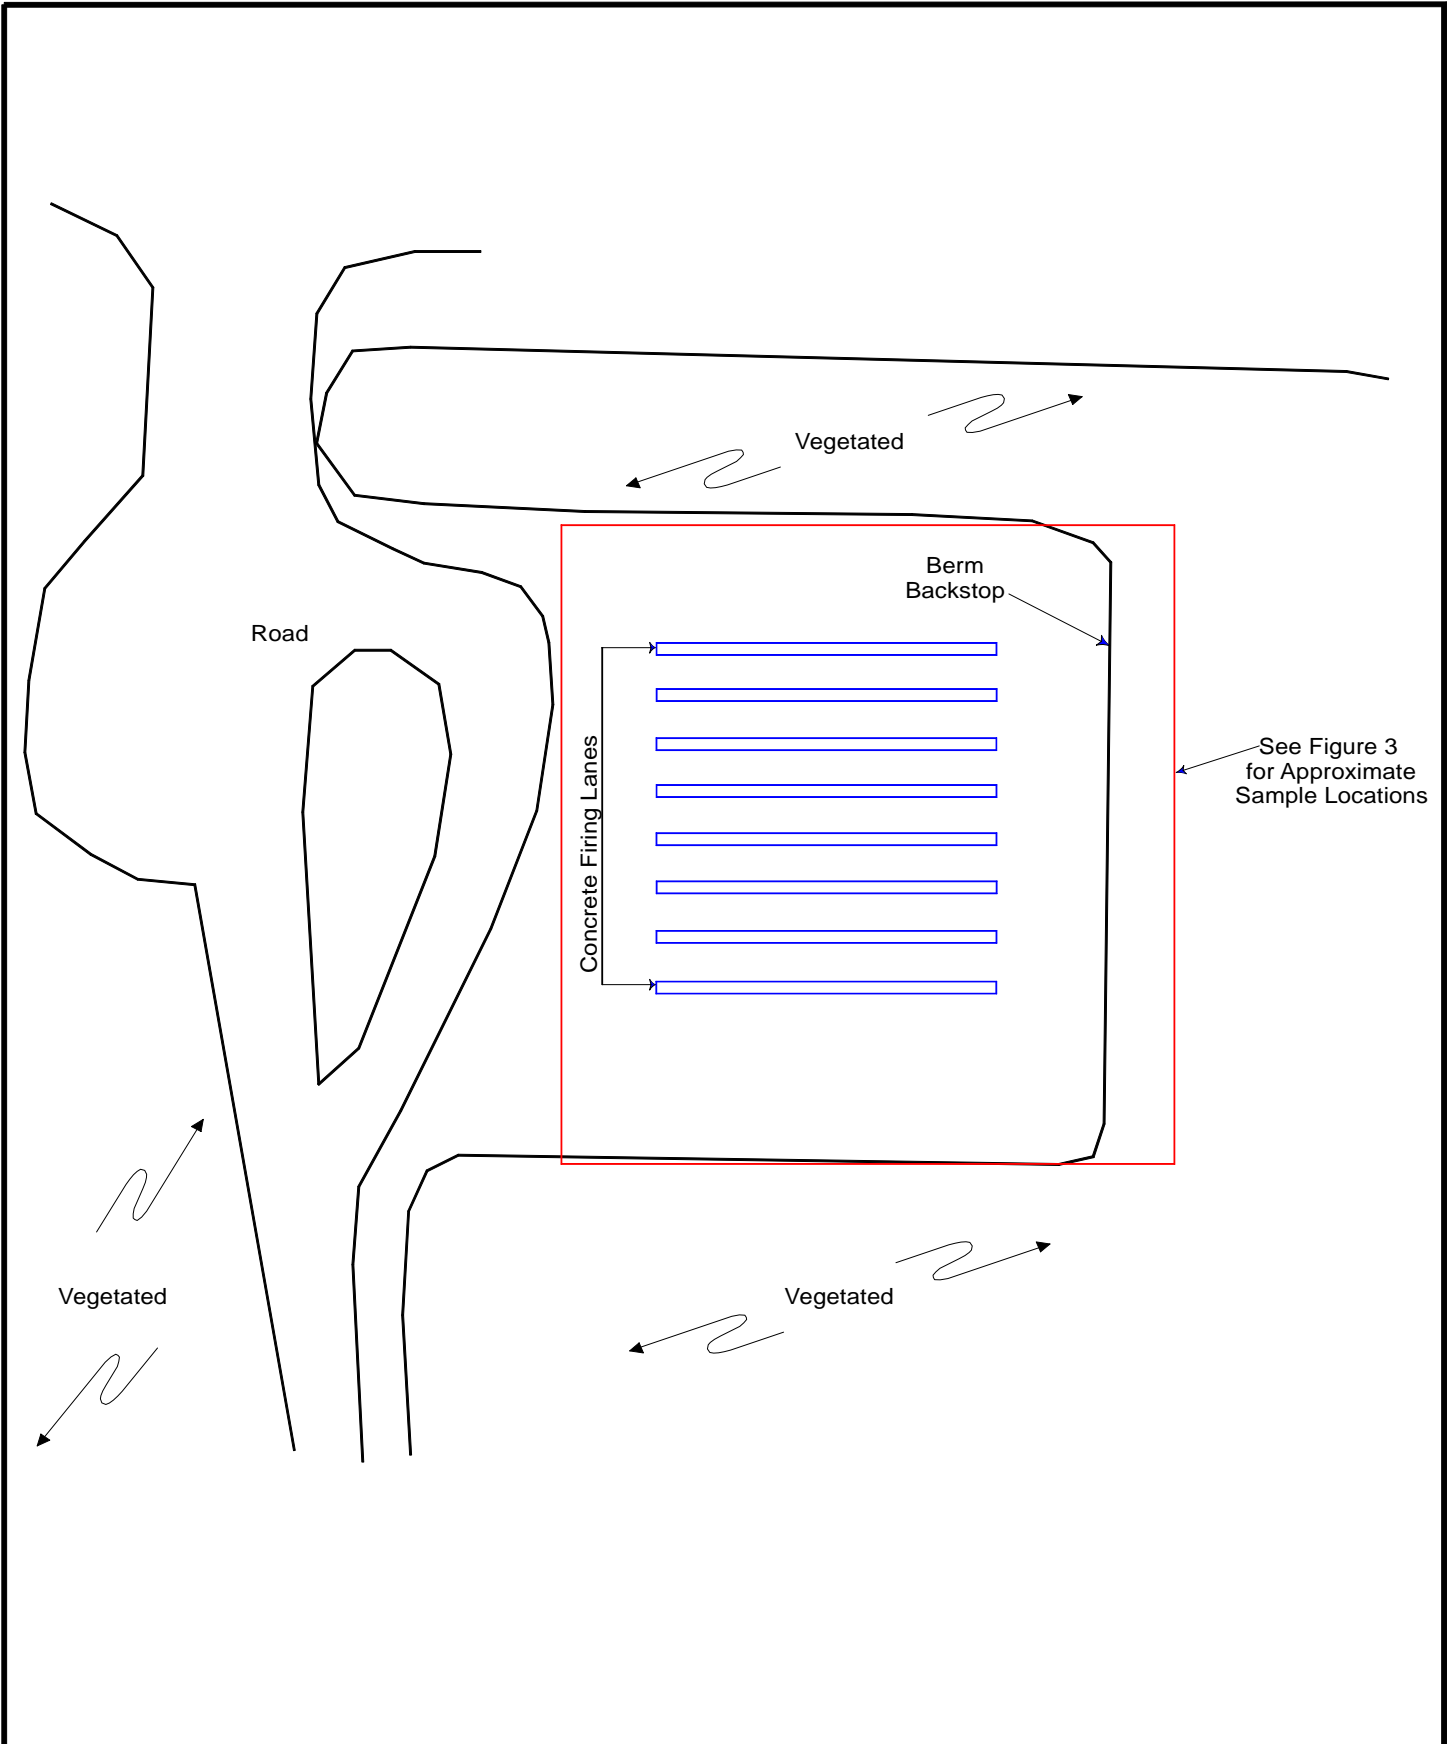 Vegetated
Berm
Backstop
Road
Concrete Firing Lanes
See Figure 3
for Approximate
Sample Locations
Vegetated
Vegetated